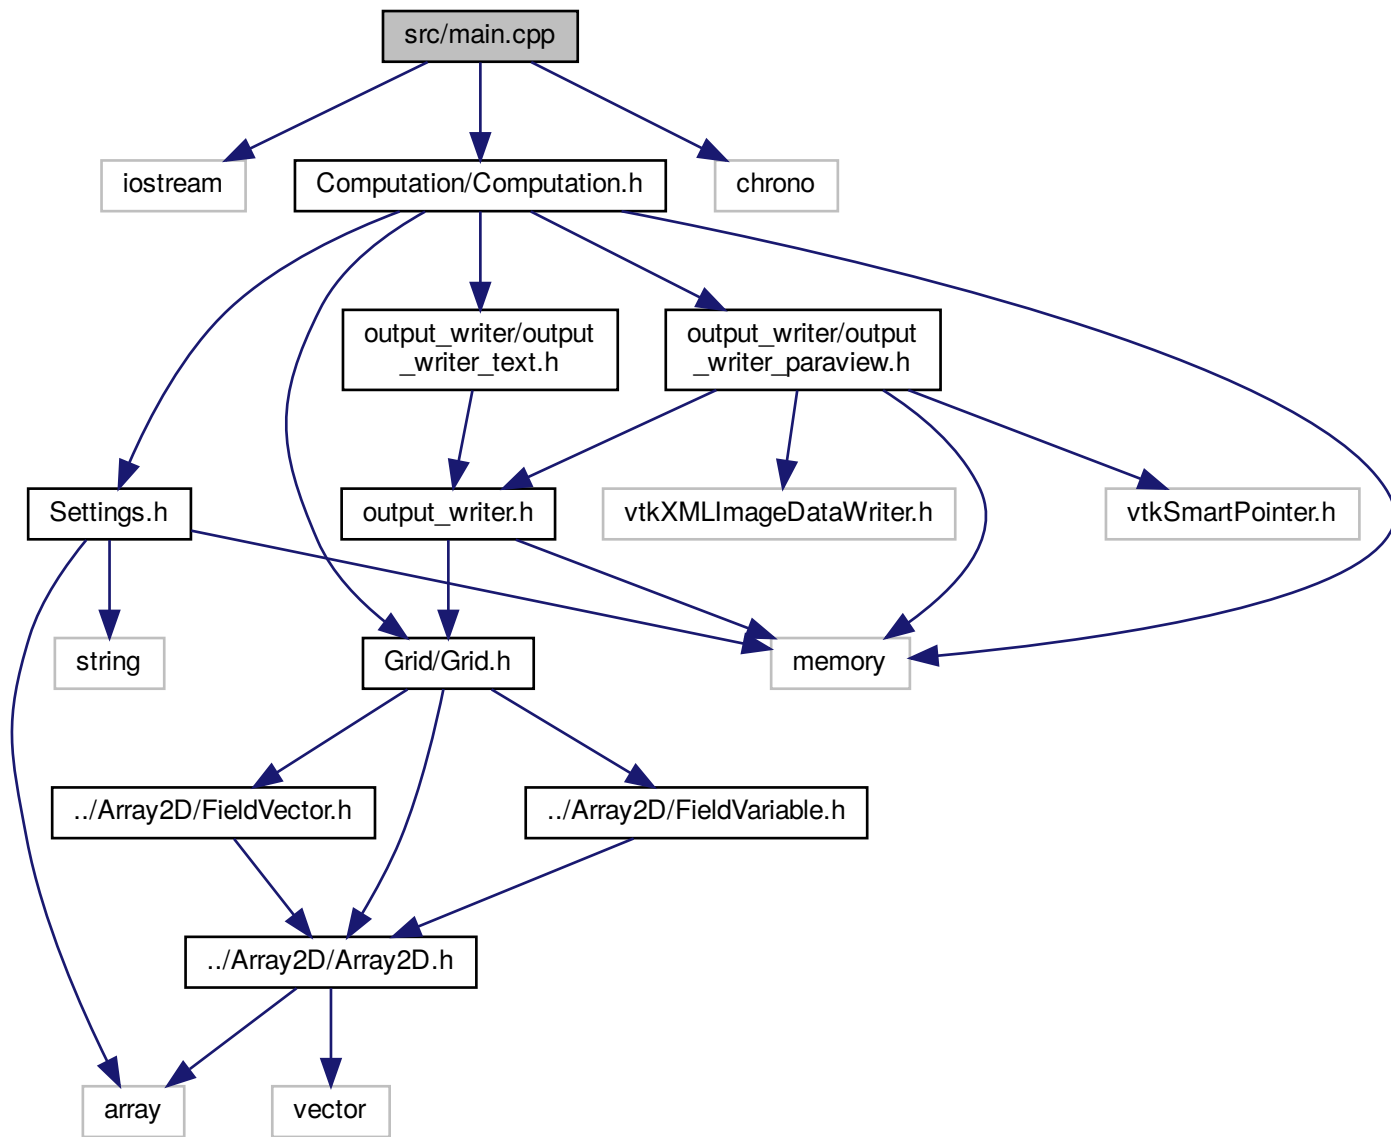 src/main.cpp
iostream
Computation/Computation.h
chrono
output_writer/output
_writer_text.h
output_writer/output
_writer_paraview.h
Settings.h
output_writer.h
vtkXMLImageDataWriter.h
vtkSmartPointer.h
string
Grid/Grid.h
memory
../Array2D/FieldVector.h
../Array2D/FieldVariable.h
../Array2D/Array2D.h
array
vector